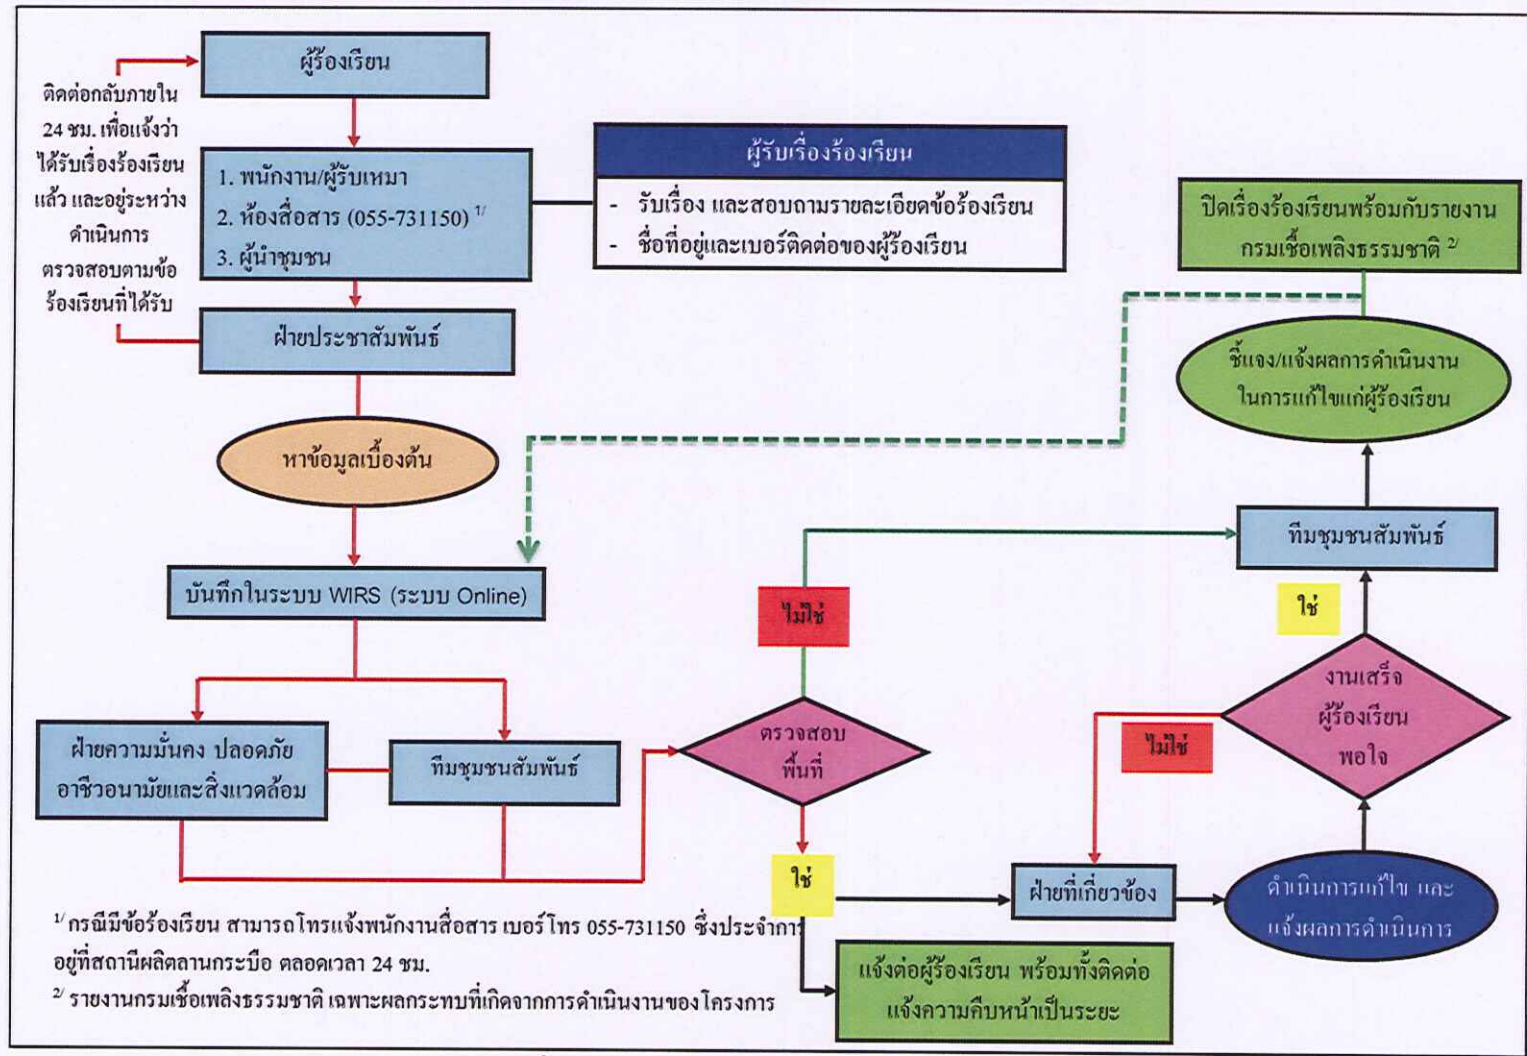 ผู้ร้องเรียน
ติดต่อกลับภายใน
24 ชม. เพื่อแจ้งว่า
ได้รับเรื่องร้องเรียน
แล้ว และอยู่ระหว่าง
ดำเนินการ
ตรวจสอบตามข้อ
ร้องเรียนที่ได้รับ
1. พนักงาน/ผู้รับเหมา
2. ห้องสื่อสาร (055-731150) 1/
3. ผู้นำชุมชน
ผู้รับเรื่องร้องเรียน
- รับเรื่อง และสอบถามรายละเอียดข้อร้องเรียน
- ชื่อที่อยู่และเบอร์ติดต่อของผู้ร้องเรียน
ปิดเรื่องร้องเรียนพร้อมกับรายงาน
กรมเชื้อเพลิงธรรมชาติ 2/
ฝ่ายประชาสัมพันธ์
ชี้แจง/แจ้งผลการดำเนินงาน
ในการแก้ไขแก่ผู้ร้องเรียน
หาข้อมูลเบื้องต้น
ทีมชุมชนสัมพันธ์
บันทึกในระบบ WIRS (ระบบ Online)
ไม่ใช่
ใช่
งานเสร็จ
ผู้ร้องเรียน
พอใจ
ฝ่ายความมั่นคง ปลอดภัย
อาชีวอนามัยและสิ่งแวดล้อม
ทีมชุมชนสัมพันธ์
ตรวจสอบ
พื้นที่
ไม่ใช่
ใช่
ฝ่ายที่เกี่ยวข้อง
ดำเนินการแก้ไข และ
แจ้งผลการดำเนินการ
แจ้งต่อผู้ร้องเรียน พร้อมทั้งติดต่อ
แจ้งความคืบหน้าเป็นระยะ
1/ กรณีมีข้อร้องเรียน สามารถโทรแจ้งพนักงานสื่อสาร เบอร์โทร 055-731150 ซึ่งประจำการ
อยู่ที่สถานีผลิตลานกระบือ ตลอดเวลา 24 ชม.
2/ รายงานกรมเชื้อเพลิงธรรมชาติ เฉพาะผลกระทบที่เกิดจากการดำเนินงานของโครงการ